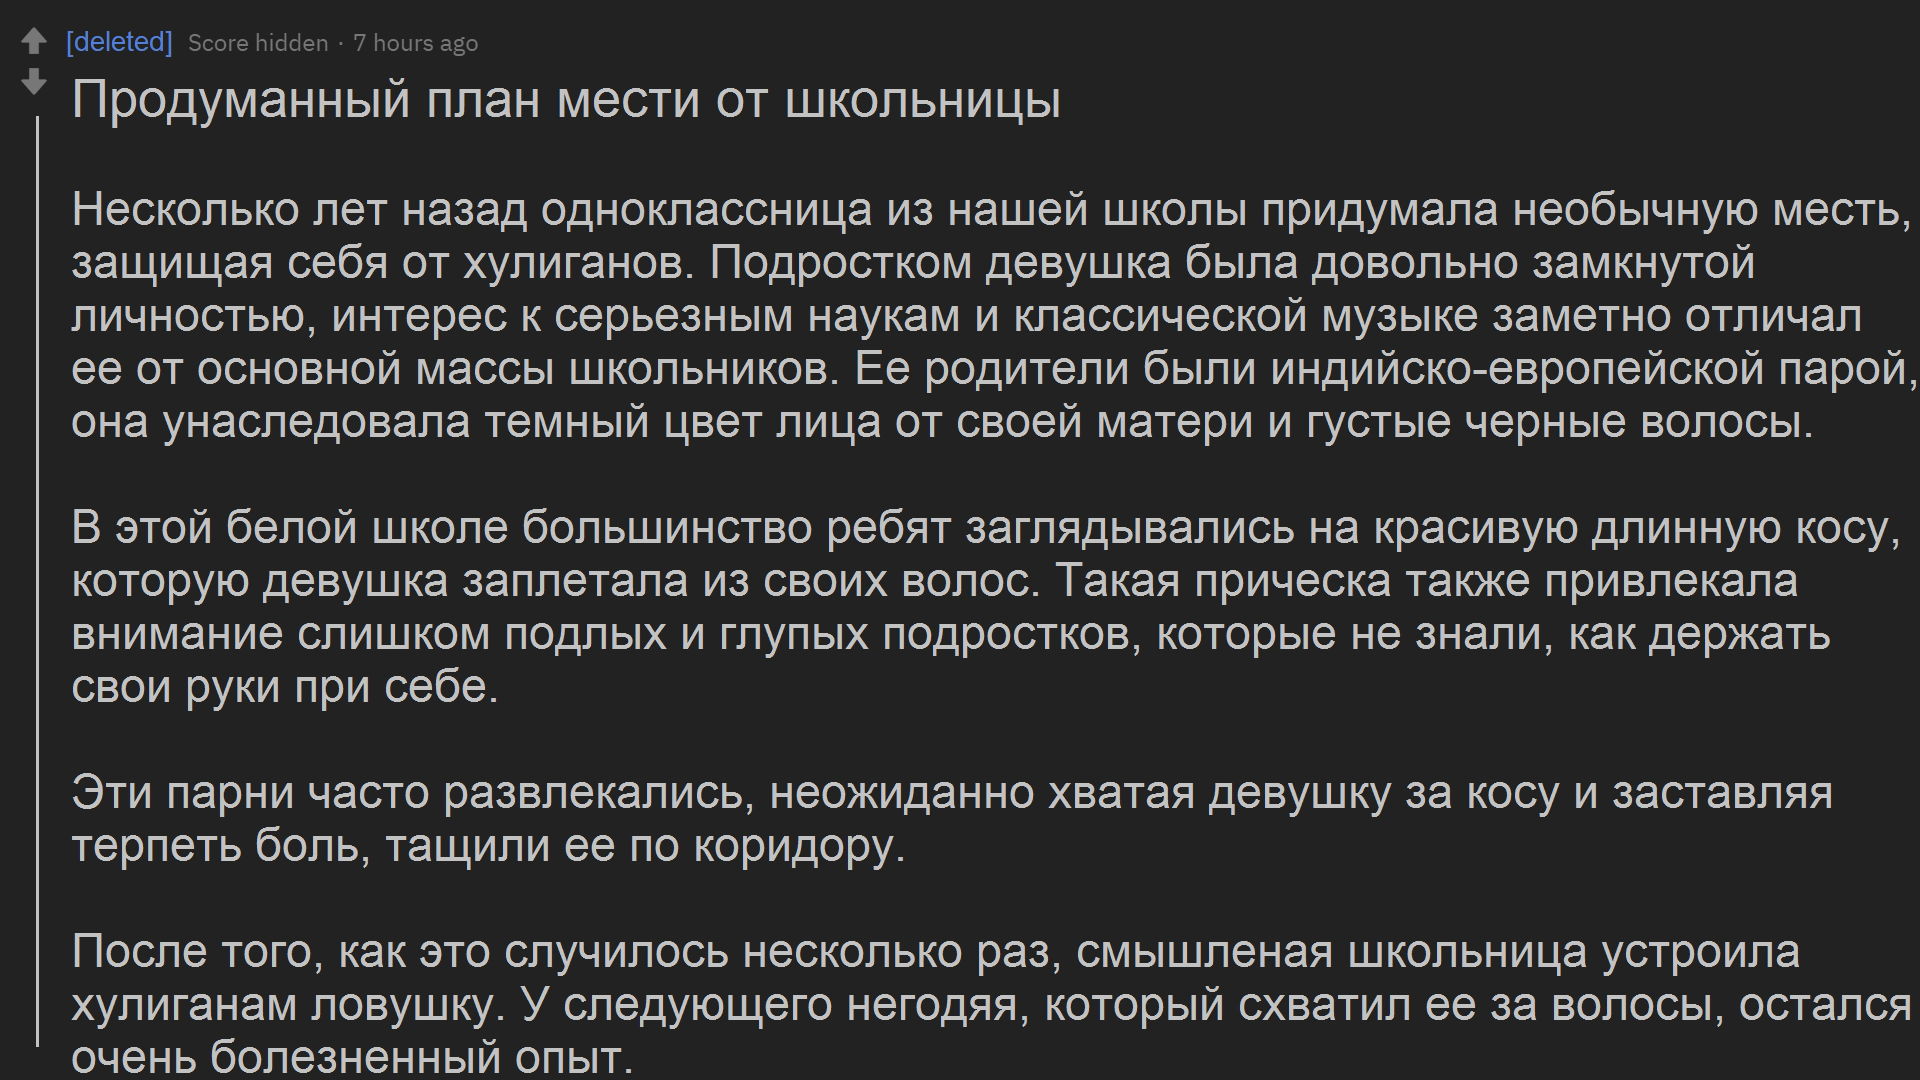 [deleted] Score hidden · 7 hours ago
Продуманный план мести от школьницы
Несколько лет назад одноклассница из нашей школы придумала необычную месть,
защищая себя от хулиганов. Подростком девушка была довольно замкнутой
личностью, интерес к серьезным наукам и классической музыке заметно отличал
ее от основной массы школьников. Ее родители были индийско-европейской парой,
она унаследовала темный цвет лица от своей матери и густые черные волосы.
В этой белой школе большинство ребят заглядывались на красивую длинную косу,
которую девушка заплетала из своих волос. Такая прическа также привлекала
внимание слишком подлых и глупых подростков, которые не знали, как держать
свои руки при себе.
Эти парни часто развлекались, неожиданно хватая девушку за косу и заставляя
терпеть боль, тащили ее по коридору.
После того, как это случилось несколько раз, смышленая школьница устроила
хулиганам ловушку. У следующего негодяя, который схватил ее за волосы, остался
очень болезненный опыт.